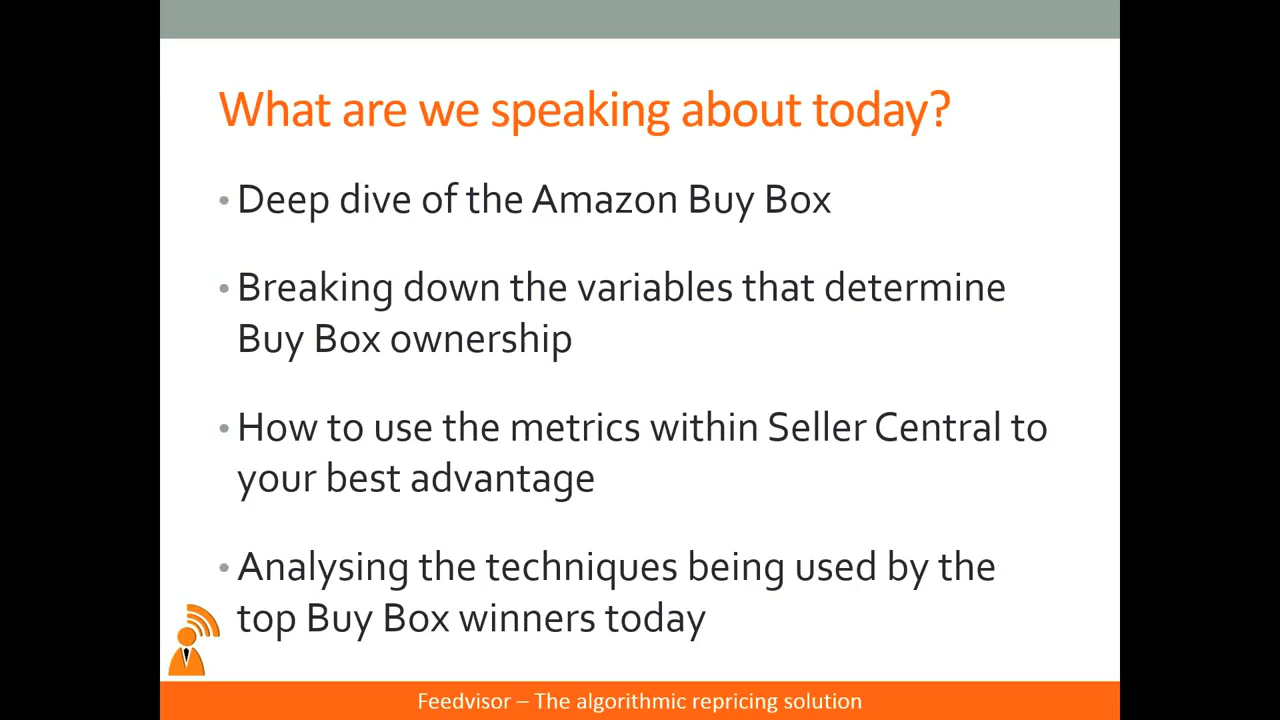 What are we speaking about today?
• Deep dive of the Amazon Buy Box
• Breaking down the variables that determine
Buy Box ownership
• How to use the metrics within Seller Central to
your best advantage
• Analysing the techniques being used by the
top Buy Box winners today
Feedvisor – The algorithmic repricing solution